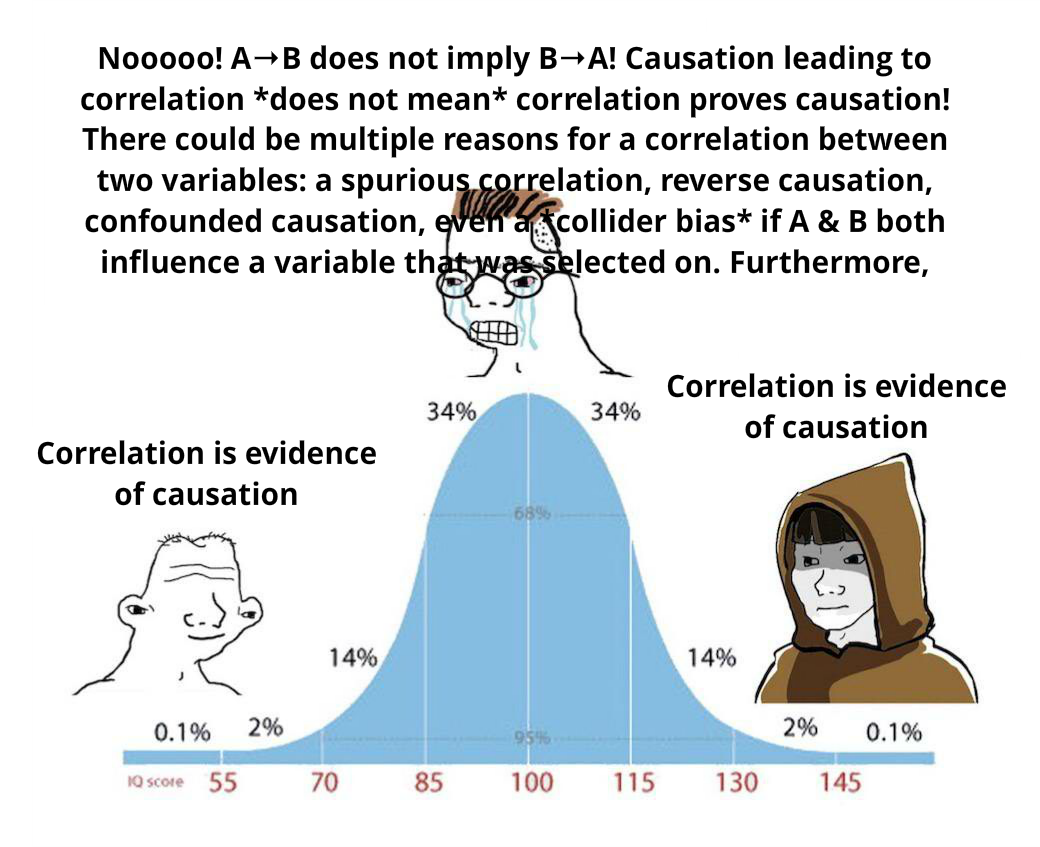 Nooooo! A→B does not imply B→A! Causation leading to
correlation *does not mean* correlation proves causation!
There could be multiple reasons for a correlation between
two variables: a spurious correlation, reverse causation,
confounded causation, even a *collider bias* if A & B both
influence a variable that was selected on. Furthermore,
Correlation is evidence
of causation
34%
34%
Correlation is evidence
of causation
68%
14%
14%
0.1%
2%
95%
2%
0.1%
IQ score
55
70
85
100
115
130
145